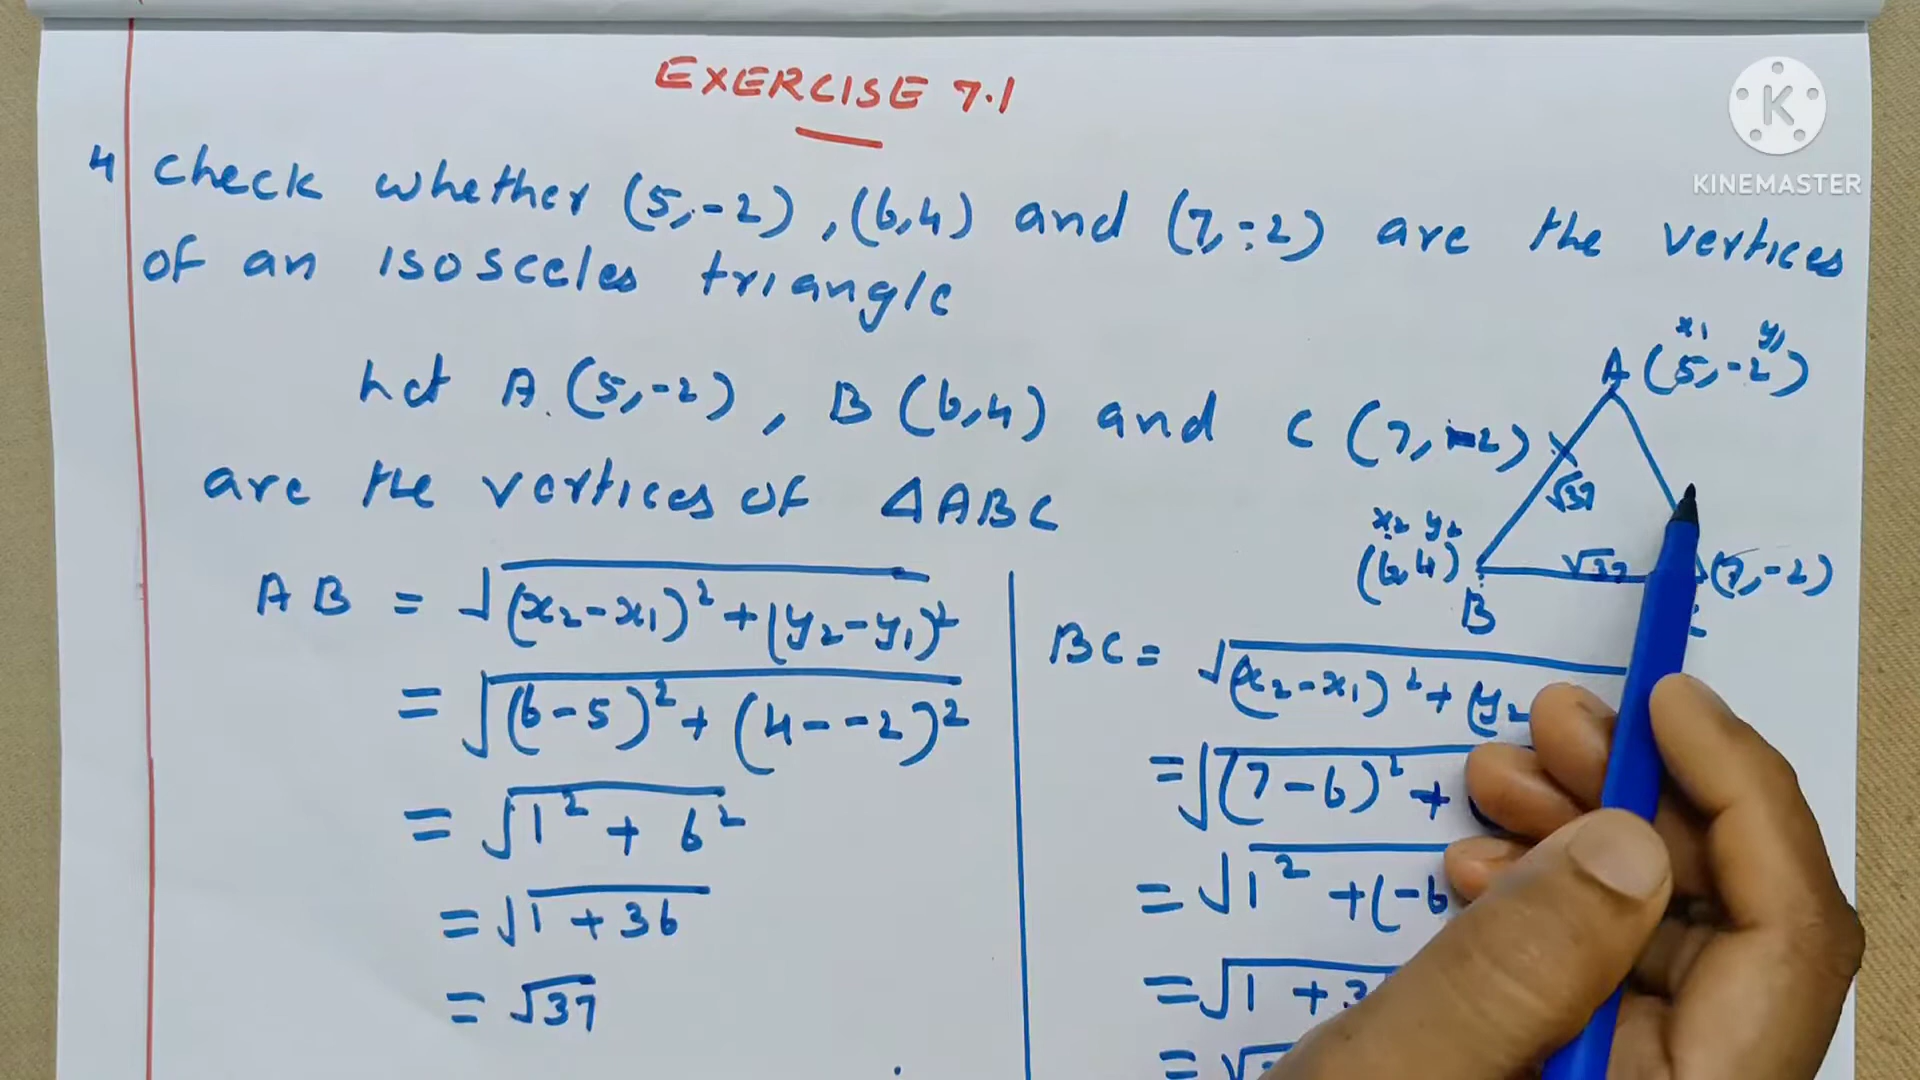 EXERCISE 7.1
K
KINEMASTER
4 Check whether (5,-2), (6,4) and (7,-2) are the vertices
of an isosceles triangle
Let A.(5,-2), B(6,4) and C(7,-2)
are the vertices of ΔABC
x₁ y₁
A (5,-2)
√37
x₂ y₂
(6,4)
B
√37
(7,-2)
AB = √(x₂-x₁)²+(y₂-y₁)²
= √(6-5)²+(4--2)²
= √1²+6²
= √1+36
= √37
BC = √(x₂-x₁)²+(y₂
= √(7-6)²+
= √1²+(-6
= √1+3
= √